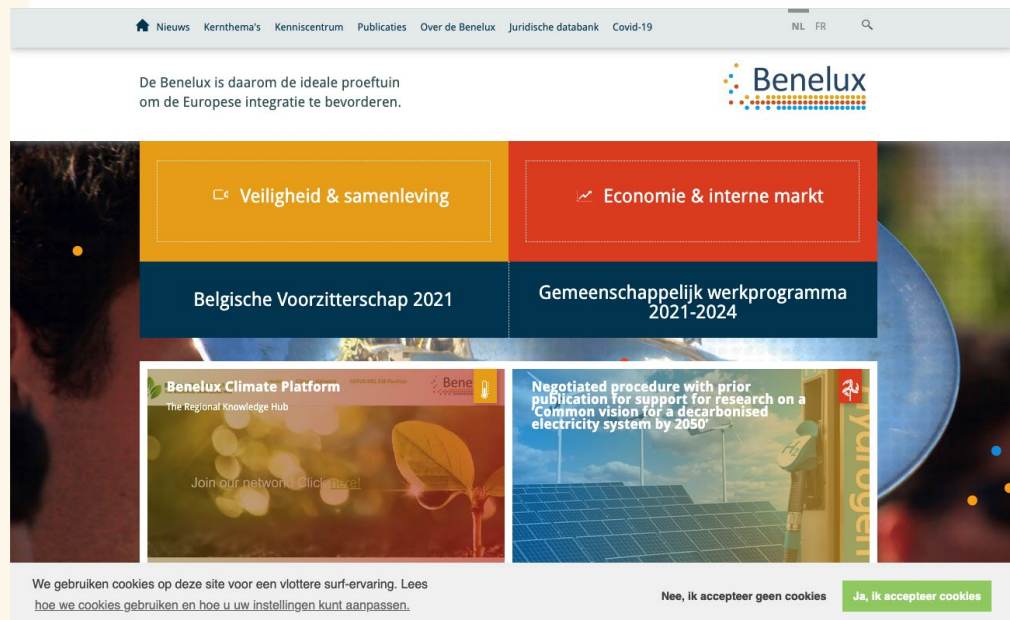 Nieuws Kernthema's Kenniscentrum Publicaties Over de Benelux Juridische databank Covid-19 NL FR
De Benelux is daarom de ideale proeftuin
om de Europese integratie te bevorderen.
Benelux
Veiligheid & samenleving
Economie & interne markt
Belgische Voorzitterschap 2021
Gemeenschappelijk werkprogramma
2021-2024
Benelux Climate Platform
Bene
The Regional Knowledge Hub
Join our network! Click here!
Negotiated procedure with prior
publication for support for research on a
'Common vision for a decarbonised
electricity system by 2050'
H2
Hydrogen
We gebruiken cookies op deze site voor een vlottere surf-ervaring. Lees
hoe we cookies gebruiken en hoe u uw instellingen kunt aanpassen.
Nee, ik accepteer geen cookies
Ja, ik accepteer cookies